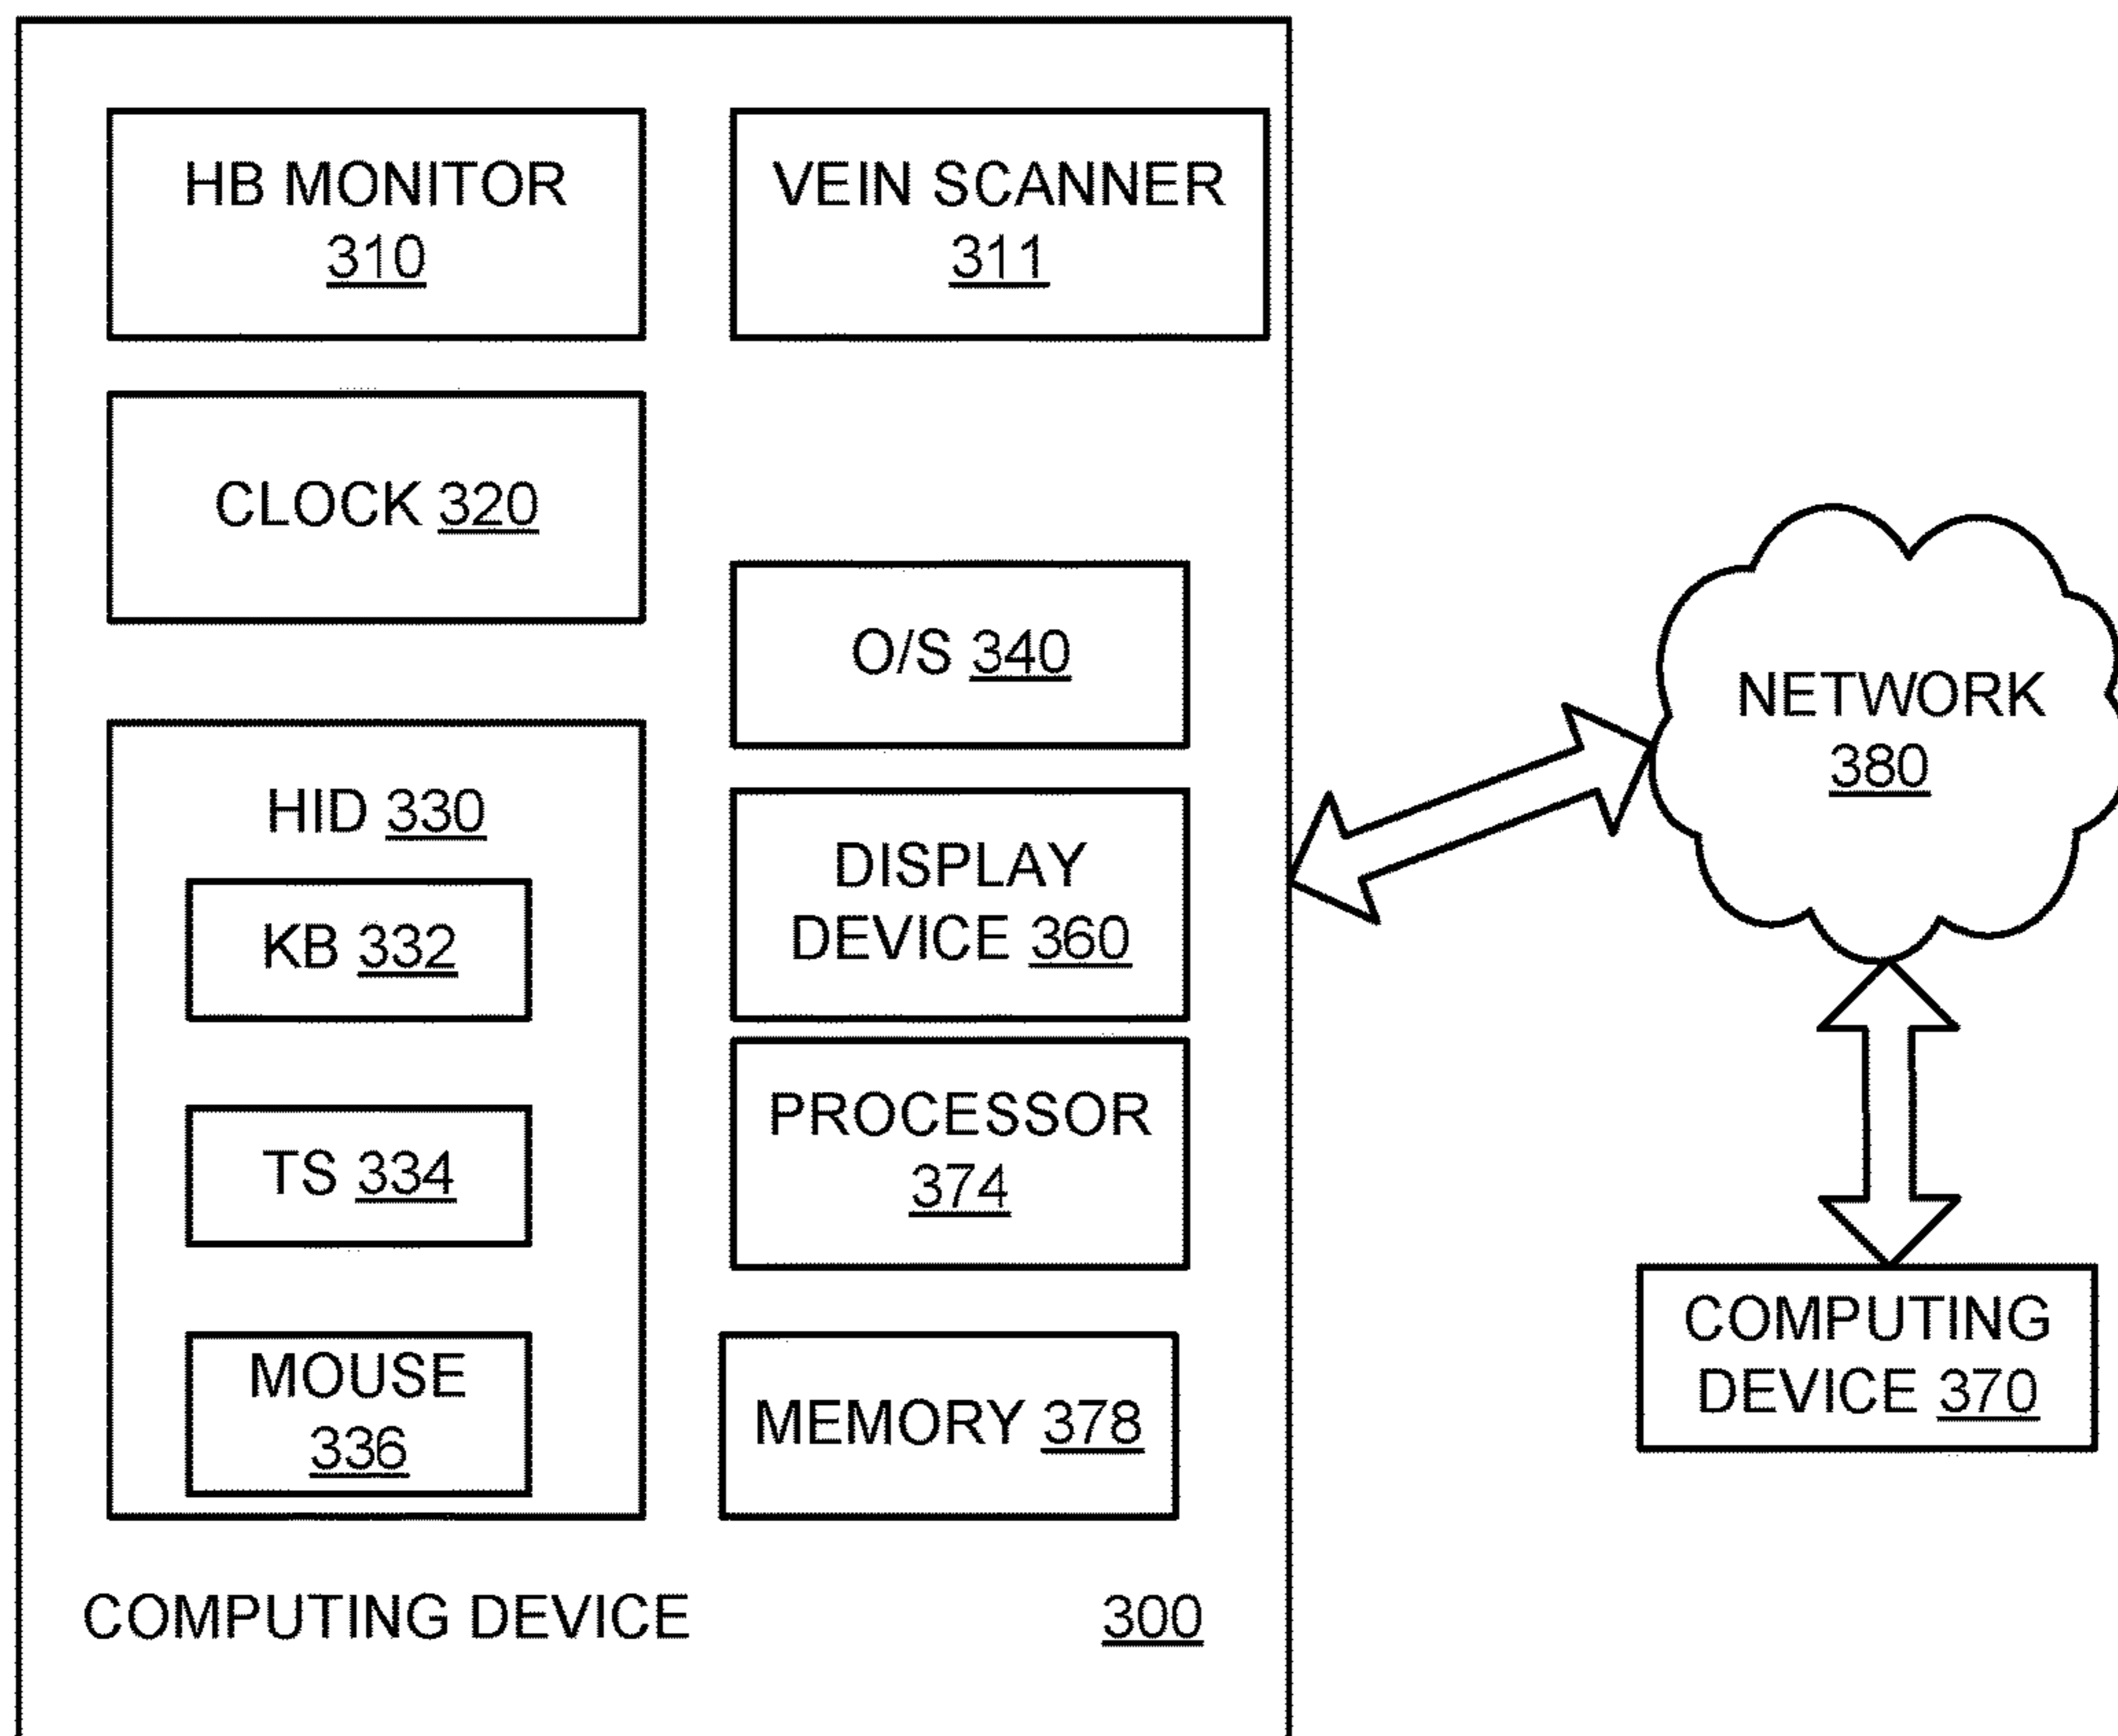 HB MONITOR
310
VEIN SCANNER
311
CLOCK 320
HID 330
KB 332
TS 334
MOUSE
336
O/S 340
DISPLAY
DEVICE 360
PROCESSOR
374
MEMORY 378
COMPUTING DEVICE 300
NETWORK
380
COMPUTING
DEVICE 370